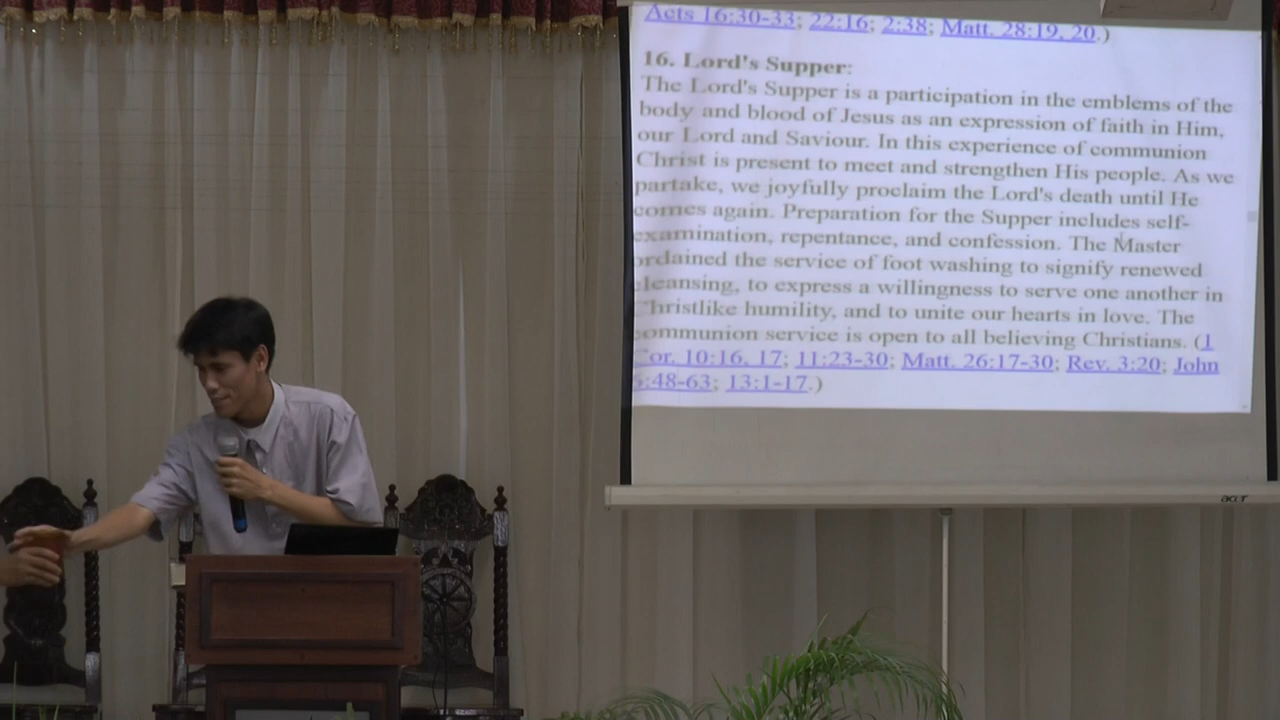 Acts 16:30-33; 22:16; 2:38; Matt. 28:19, 20.)
16. Lord's Supper:
The Lord's Supper is a participation in the emblems of the
body and blood of Jesus as an expression of faith in Him,
our Lord and Saviour. In this experience of communion
Christ is present to meet and strengthen His people. As we
partake, we joyfully proclaim the Lord's death until He
comes again. Preparation for the Supper includes self-
examination, repentance, and confession. The Master
ordained the service of foot washing to signify renewed
cleansing, to express a willingness to serve one another in
Christlike humility, and to unite our hearts in love. The
communion service is open to all believing Christians. (1
Cor. 10:16, 17; 11:23-30; Matt. 26:17-30; Rev. 3:20; John
6:48-63; 13:1-17.)
acer